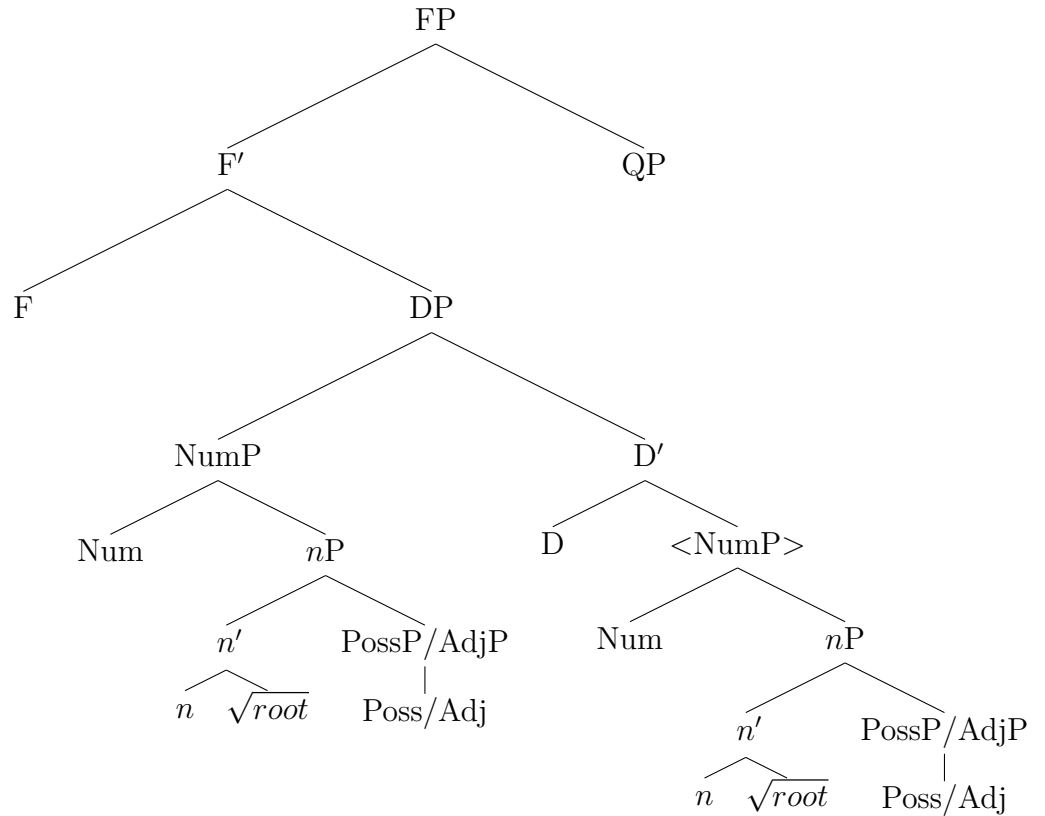 FP
F′ QP
F DP
NumP D′
Num nP D <NumP>
n′ PossP/AdjP Num nP
n √root Poss/Adj
n′ PossP/AdjP
n √root Poss/Adj